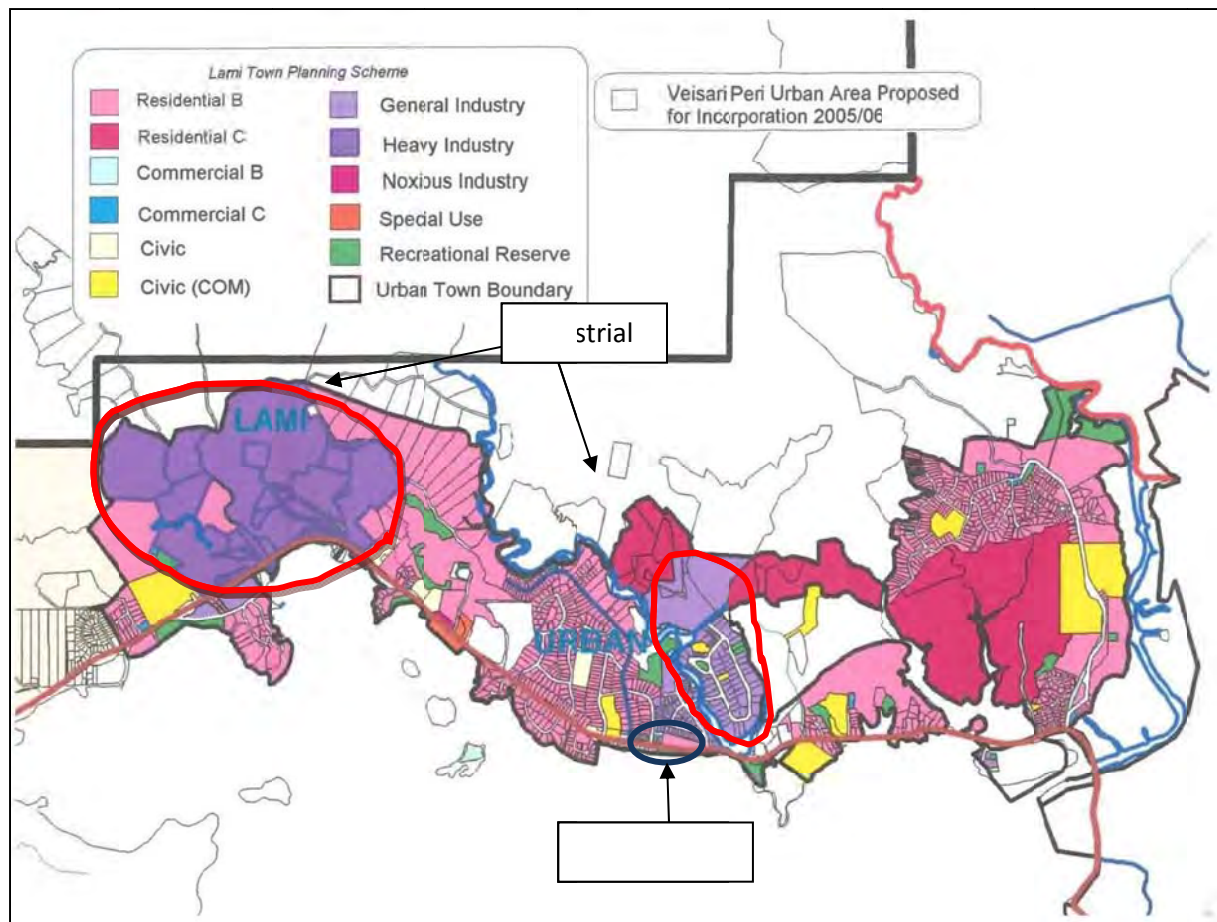 Lami Town Planning Scheme
Residential B
Residential C
Commercial B
Commercial C
Civic
Civic (COM)
General Industry
Heavy Industry
Noxious Industry
Special Use
Recreational Reserve
Urban Town Boundary
Veisari Peri Urban Area Proposed
for Incorporation 2005/06
strial
LAMI
URBAN